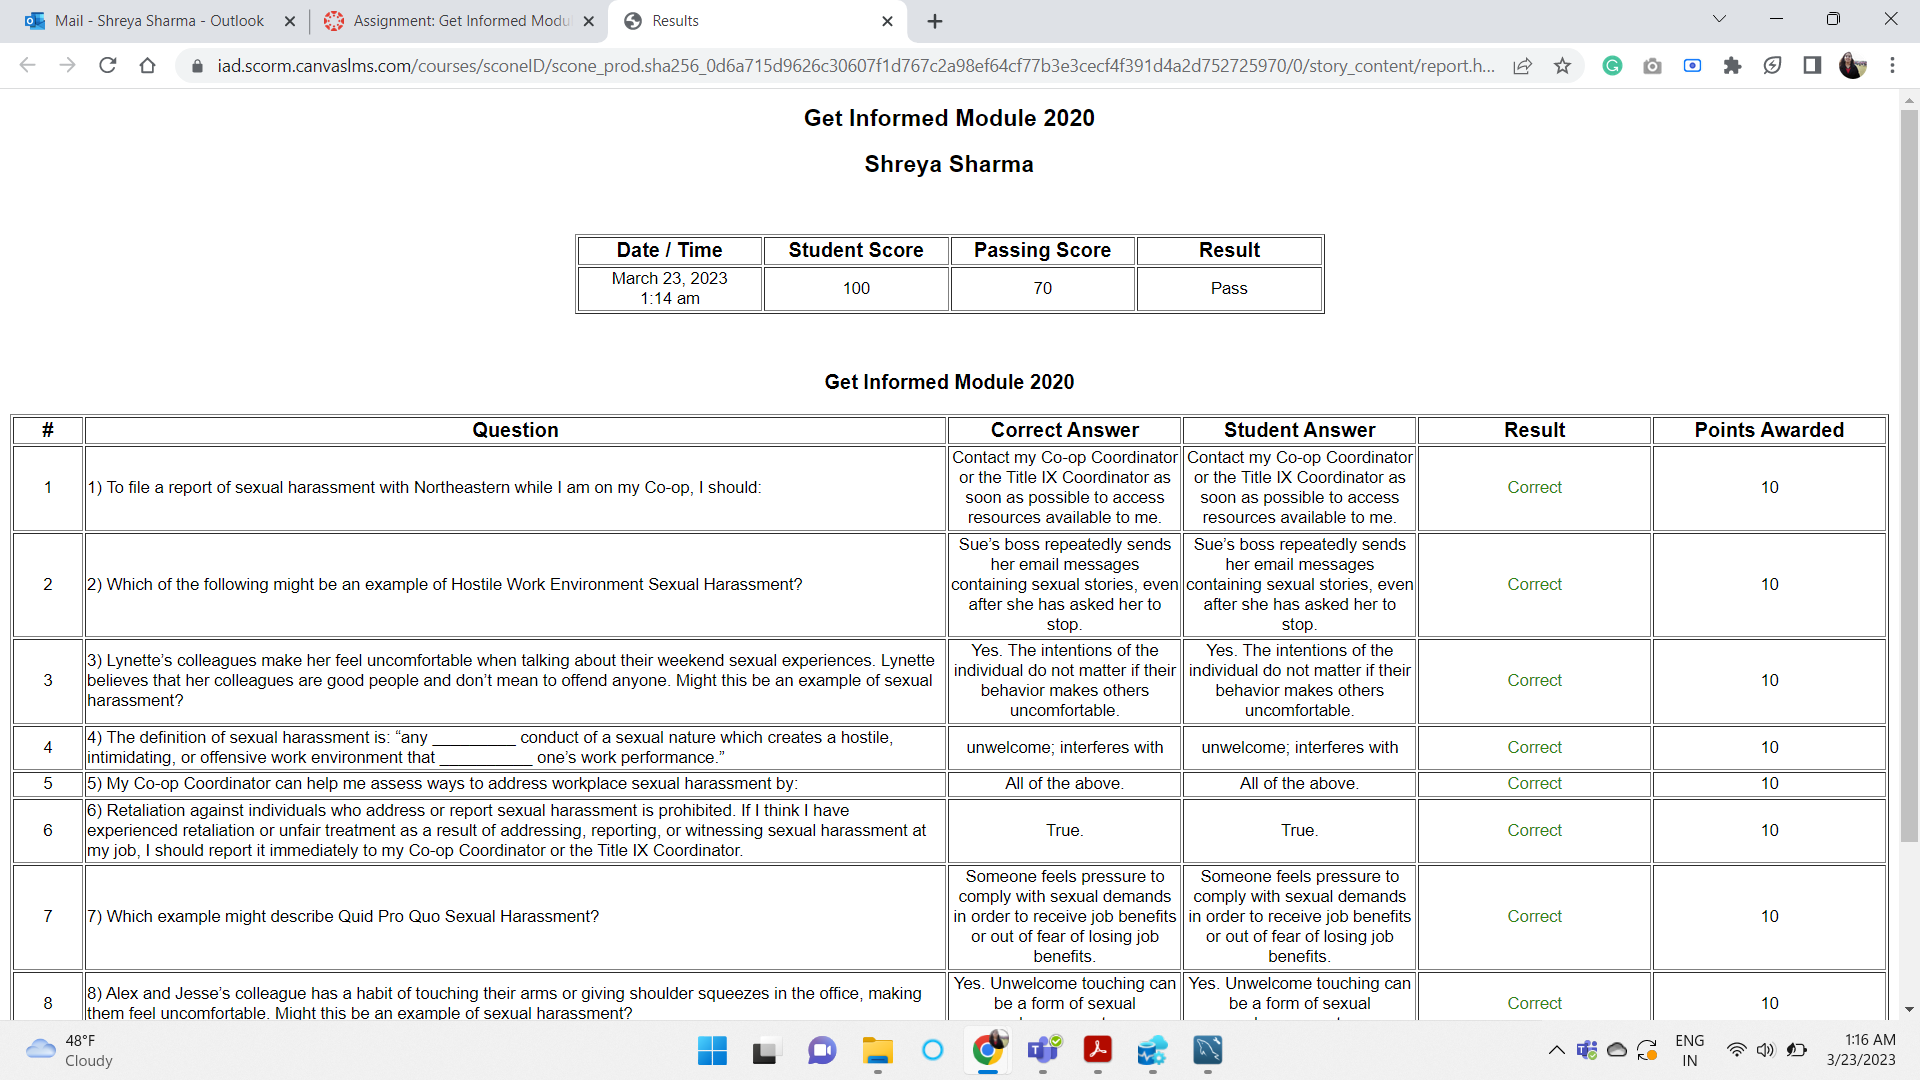 Mail - Shreya Sharma - Outlook
Assignment: Get Informed Modu
Results
iad.scorm.canvaslms.com/courses/sconeID/scone_prod.sha256_0d6a715d9626c30607f1d767c2a98ef64cf77b3e3cecf4f391d4a2d752725970/0/story_content/report.h...
Get Informed Module 2020
Shreya Sharma
Date / Time Student Score Passing Score Result
March 23, 2023
1:14 am
100 70 Pass
Get Informed Module 2020
# Question Correct Answer Student Answer Result Points Awarded
1
1) To file a report of sexual harassment with Northeastern while I am on my Co-op, I should:
Contact my Co-op Coordinator
or the Title IX Coordinator as
soon as possible to access
resources available to me.
Contact my Co-op Coordinator
or the Title IX Coordinator as
soon as possible to access
resources available to me.
Correct
10
2
2) Which of the following might be an example of Hostile Work Environment Sexual Harassment?
Sue’s boss repeatedly sends
her email messages
containing sexual stories, even
after she has asked her to
stop.
Sue’s boss repeatedly sends
her email messages
containing sexual stories, even
after she has asked her to
stop.
Correct
10
3
3) Lynette’s colleagues make her feel uncomfortable when talking about their weekend sexual experiences. Lynette
believes that her colleagues are good people and don’t mean to offend anyone. Might this be an example of sexual
harassment?
Yes. The intentions of the
individual do not matter if their
behavior makes others
uncomfortable.
Yes. The intentions of the
individual do not matter if their
behavior makes others
uncomfortable.
Correct
10
4
4) The definition of sexual harassment is: “any _________ conduct of a sexual nature which creates a hostile,
intimidating, or offensive work environment that __________ one’s work performance.”
unwelcome; interferes with
unwelcome; interferes with
Correct
10
5
5) My Co-op Coordinator can help me assess ways to address workplace sexual harassment by:
All of the above.
All of the above.
Correct
10
6
6) Retaliation against individuals who address or report sexual harassment is prohibited. If I think I have
experienced retaliation or unfair treatment as a result of addressing, reporting, or witnessing sexual harassment at
my job, I should report it immediately to my Co-op Coordinator or the Title IX Coordinator.
True.
True.
Correct
10
7
7) Which example might describe Quid Pro Quo Sexual Harassment?
Someone feels pressure to
comply with sexual demands
in order to receive job benefits
or out of fear of losing job
benefits.
Someone feels pressure to
comply with sexual demands
in order to receive job benefits
or out of fear of losing job
benefits.
Correct
10
8
8) Alex and Jesse’s colleague has a habit of touching their arms or giving shoulder squeezes in the office, making
them feel uncomfortable. Might this be an example of sexual harassment?
Yes. Unwelcome touching can
be a form of sexual
Yes. Unwelcome touching can
be a form of sexual
Correct
10
48°F
Cloudy
ENG
IN
1:16 AM
3/23/2023